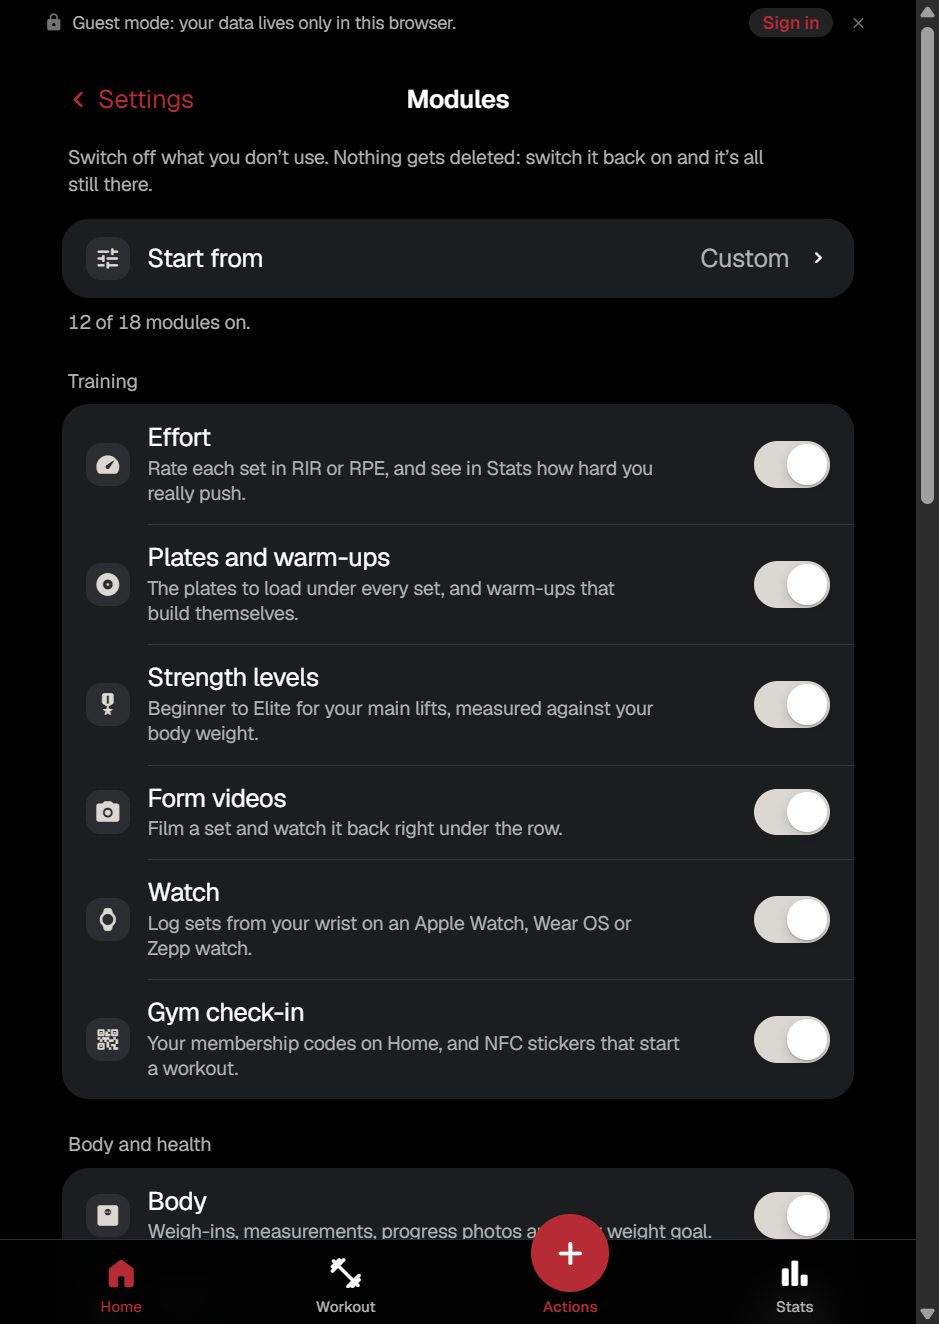 Guest mode: your data lives only in this browser.
Sign in
Settings
Modules
Switch off what you don’t use. Nothing gets deleted: switch it back on and it’s all
still there.
Start from
Custom
12 of 18 modules on.
Training
Effort
Rate each set in RIR or RPE, and see in Stats how hard you
really push.
Plates and warm-ups
The plates to load under every set, and warm-ups that
build themselves.
Strength levels
Beginner to Elite for your main lifts, measured against your
body weight.
Form videos
Film a set and watch it back right under the row.
Watch
Log sets from your wrist on an Apple Watch, Wear OS or
Zepp watch.
Gym check-in
Your membership codes on Home, and NFC stickers that start
a workout.
Body and health
Body
Weigh-ins, measurements, progress photos weight goal.
Home
Workout
Actions
Stats